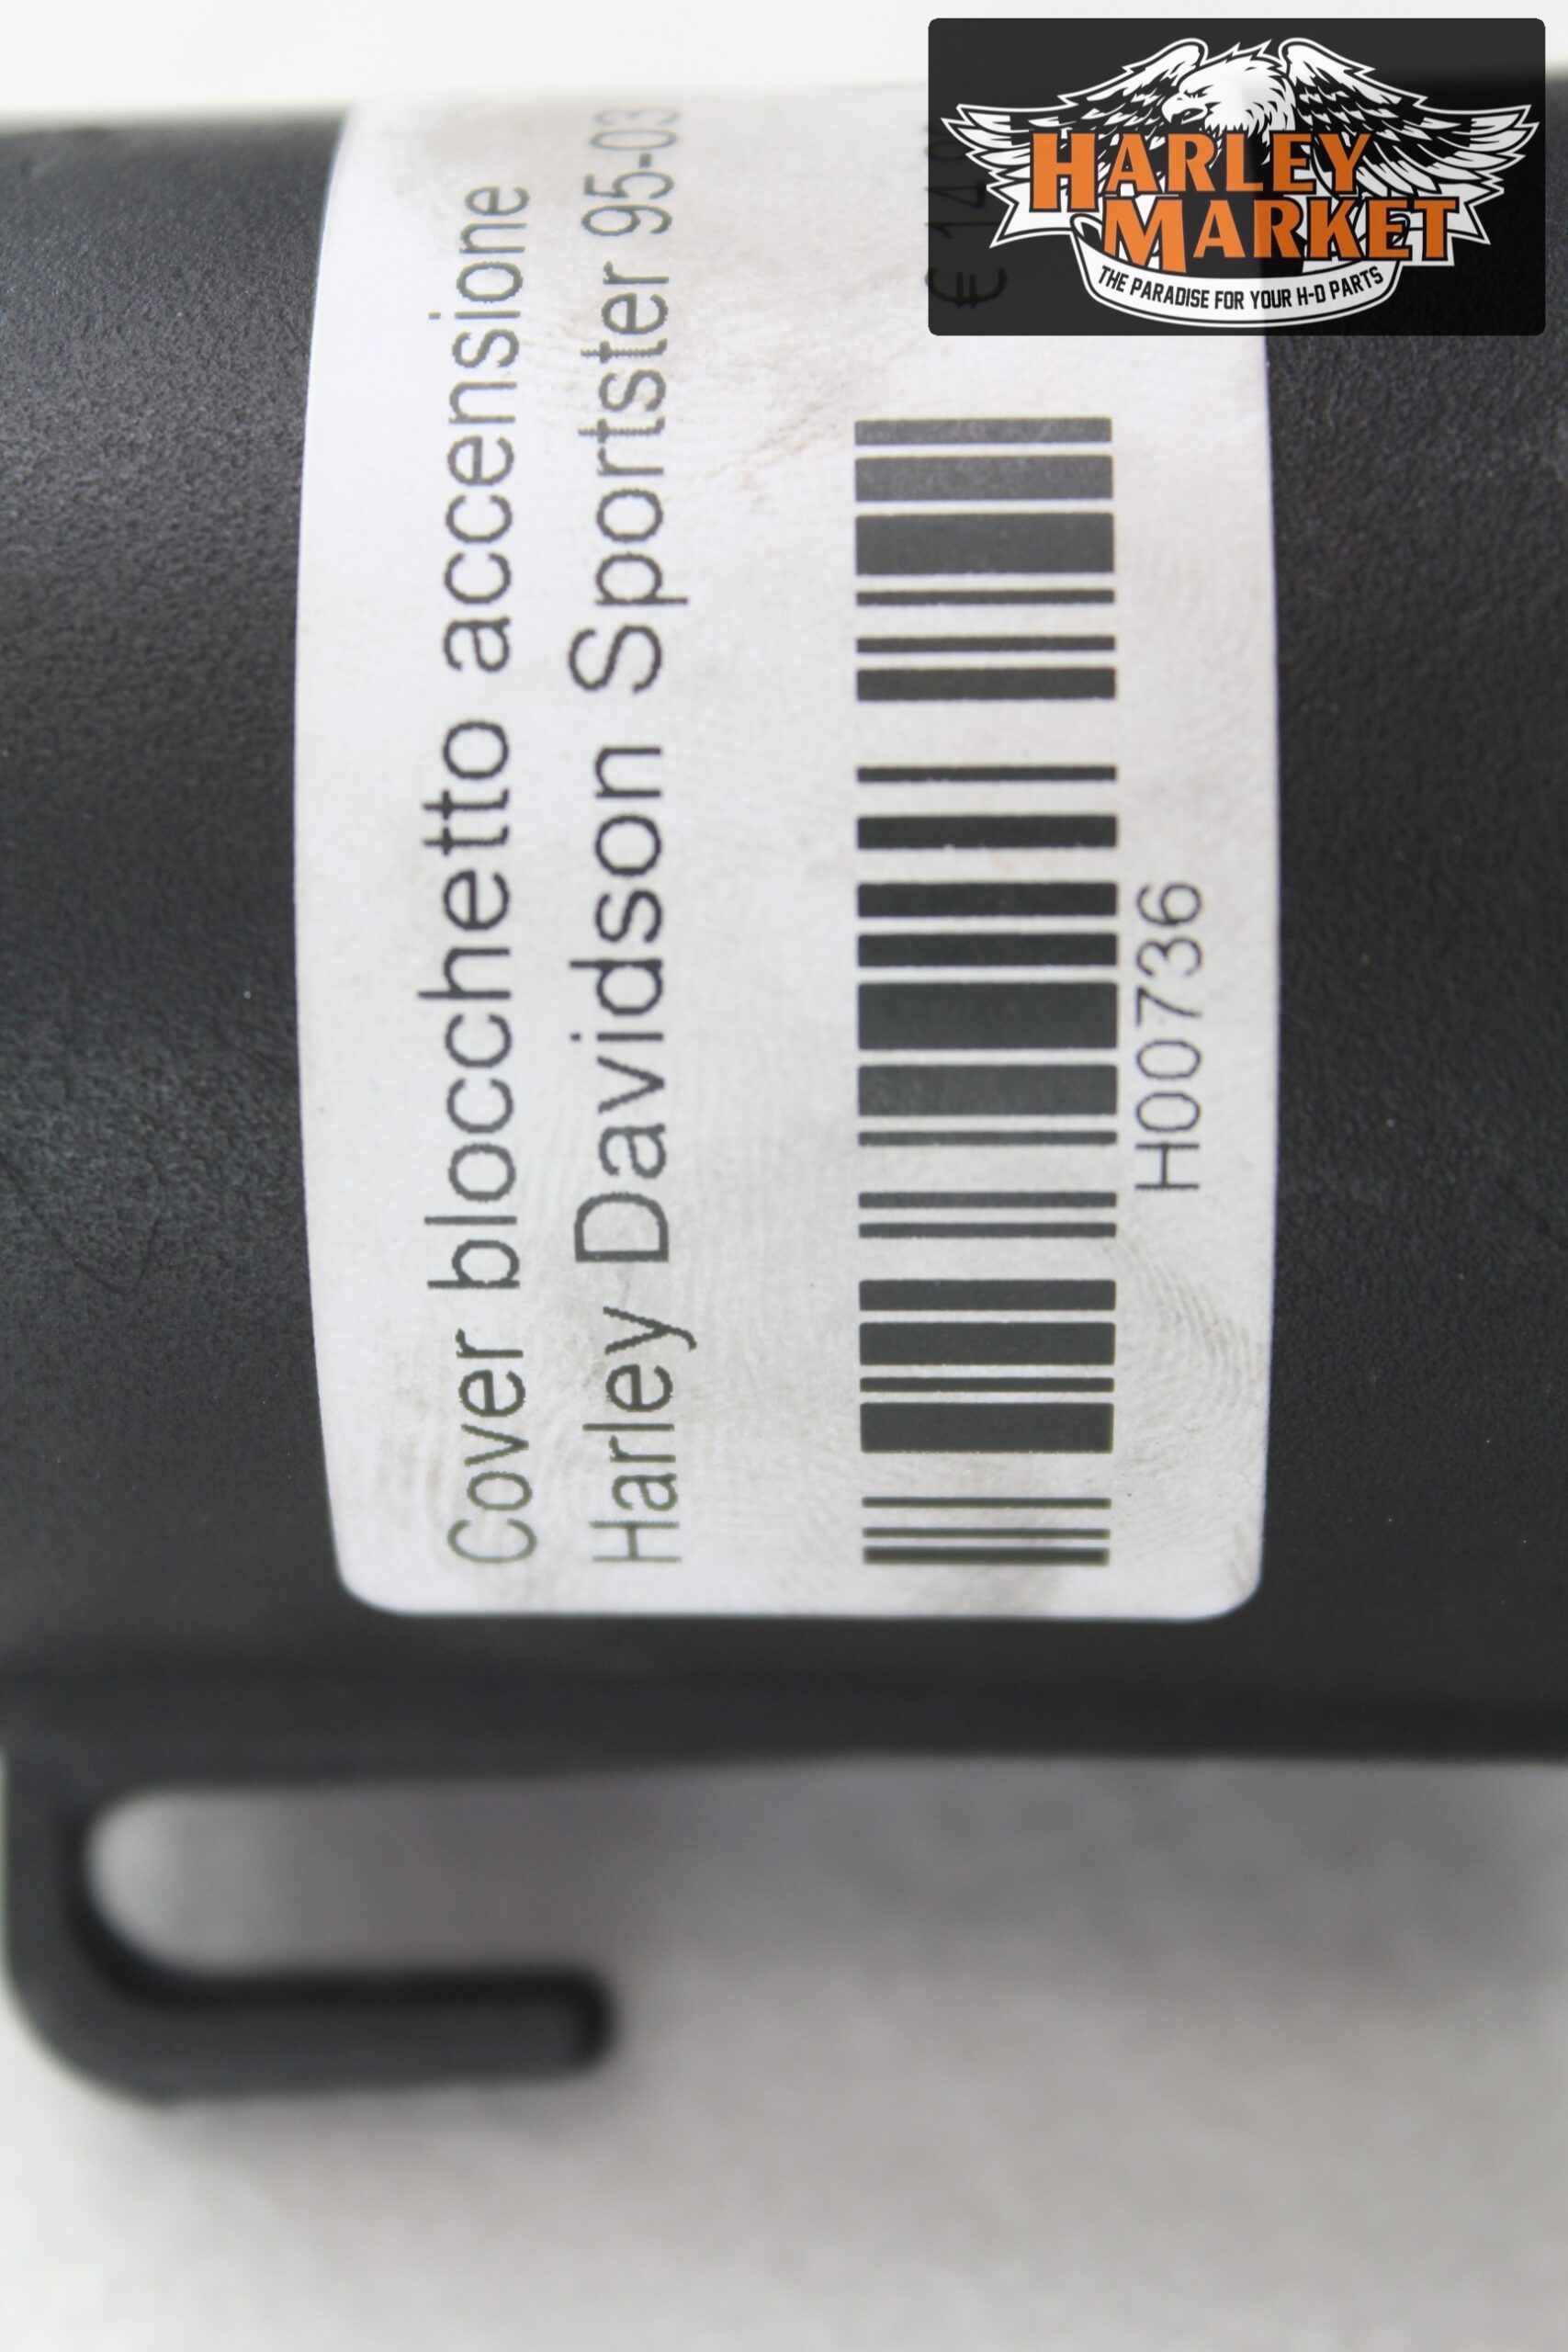 Cover blocchetto accensione
Harley Davidson Sportster 95-03
H00736
HARLEY
MARKET
THE PARADISE FOR YOUR H-D PARTS